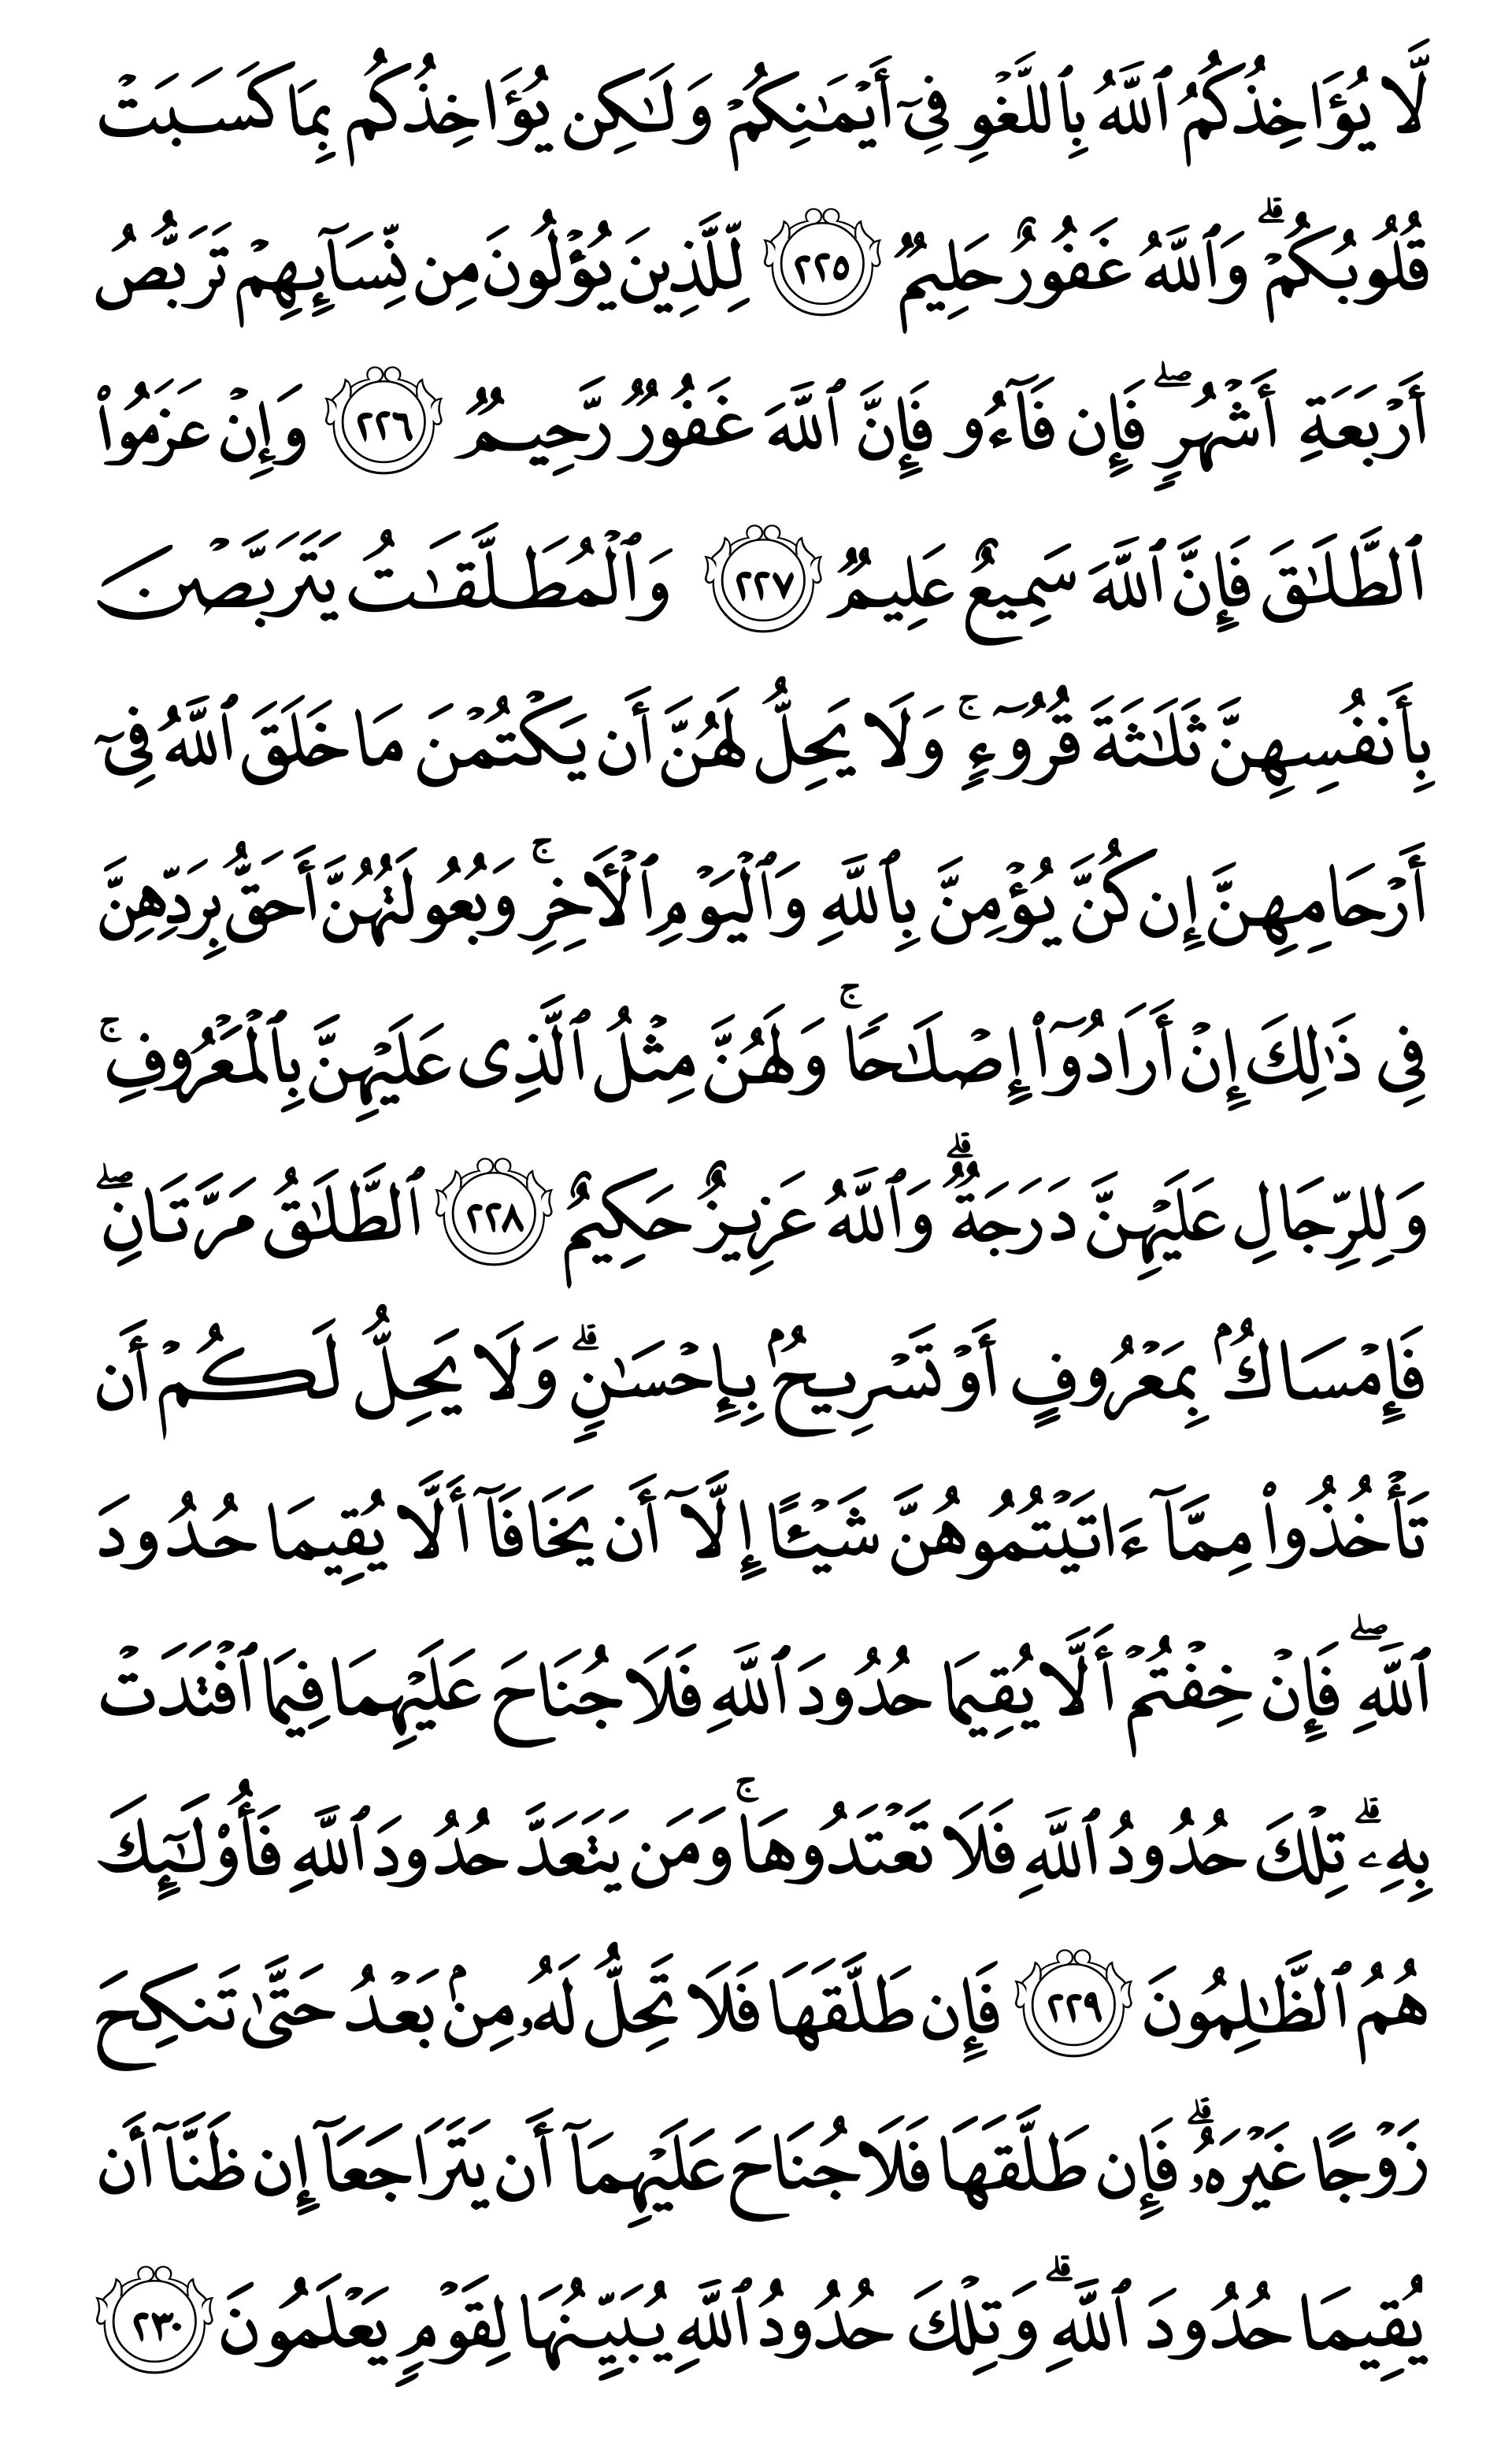 لَّا يُؤَاخِذُكُمُ ٱللَّهُ بِٱللَّغْوِ فِىٓ أَيْمَـٰنِكُمْ وَلَـٰكِن يُؤَاخِذُكُم بِمَا كَسَبَتْ
قُلُوبُكُمْ ۗ وَٱللَّهُ غَفُورٌ حَلِيمٌ ٢٢٥ لِّلَّذِينَ يُؤْلُونَ مِن نِّسَآئِهِمْ تَرَبُّصُ
أَرْبَعَةِ أَشْهُرٍ ۖ فَإِن فَآءُو فَإِنَّ ٱللَّهَ غَفُورٌ رَّحِيمٌ ٢٢٦ وَإِنْ عَزَمُوا۟
ٱلطَّلَـٰقَ فَإِنَّ ٱللَّهَ سَمِيعٌ عَلِيمٌ ٢٢٧ وَٱلْمُطَلَّقَـٰتُ يَتَرَبَّصْنَ
بِأَنفُسِهِنَّ ثَلَـٰثَةَ قُرُوٓءٍ ۚ وَلَا يَحِلُّ لَهُنَّ أَن يَكْتُمْنَ مَا خَلَقَ ٱللَّهُ فِىٓ
أَرْحَامِهِنَّ إِن كُنَّ يُؤْمِنَّ بِٱللَّهِ وَٱلْيَوْمِ ٱلْـَٔاخِرِ ۚ وَبُعُولَتُهُنَّ أَحَقُّ بِرَدِّهِنَّ
فِى ذَٰلِكَ إِنْ أَرَادُوٓا۟ إِصْلَـٰحًا ۚ وَلَهُنَّ مِثْلُ ٱلَّذِى عَلَيْهِنَّ بِٱلْمَعْرُوفِ ۚ
وَلِلرِّجَالِ عَلَيْهِنَّ دَرَجَةٌ ۗ وَٱللَّهُ عَزِيزٌ حَكِيمٌ ٢٢٨ ٱلطَّلَـٰقُ مَرَّتَانِ ۖ
فَإِمْسَاكٌۢ بِمَعْرُوفٍ أَوْ تَسْرِيحٌۢ بِإِحْسَـٰنٍ ۗ وَلَا يَحِلُّ لَكُمْ أَن
تَأْخُذُوا۟ مِمَّآ ءَاتَيْتُمُوهُنَّ شَيْـًٔا إِلَّآ أَن يَخَافَآ أَلَّا يُقِيمَا حُدُودَ
ٱللَّهِ ۖ فَإِنْ خِفْتُمْ أَلَّا يُقِيمَا حُدُودَ ٱللَّهِ فَلَا جُنَاحَ عَلَيْهِمَا فِيمَا ٱفْتَدَتْ
بِهِۦ ۗ تِلْكَ حُدُودُ ٱللَّهِ فَلَا تَعْتَدُوهَا ۚ وَمَن يَتَعَدَّ حُدُودَ ٱللَّهِ فَأُو۟لَـٰٓئِكَ
هُمُ ٱلظَّـٰلِمُونَ ٢٢٩ فَإِن طَلَّقَهَا فَلَا تَحِلُّ لَهُۥ مِنۢ بَعْدُ حَتَّىٰ تَنكِحَ
زَوْجًا غَيْرَهُۥ ۗ فَإِن طَلَّقَهَا فَلَا جُنَاحَ عَلَيْهِمَآ أَن يَتَرَاجَعَآ إِن ظَنَّآ أَن
يُقِيمَا حُدُودَ ٱللَّهِ ۗ وَتِلْكَ حُدُودُ ٱللَّهِ يُبَيِّنُهَا لِقَوْمٍ يَعْلَمُونَ ٢٣٠